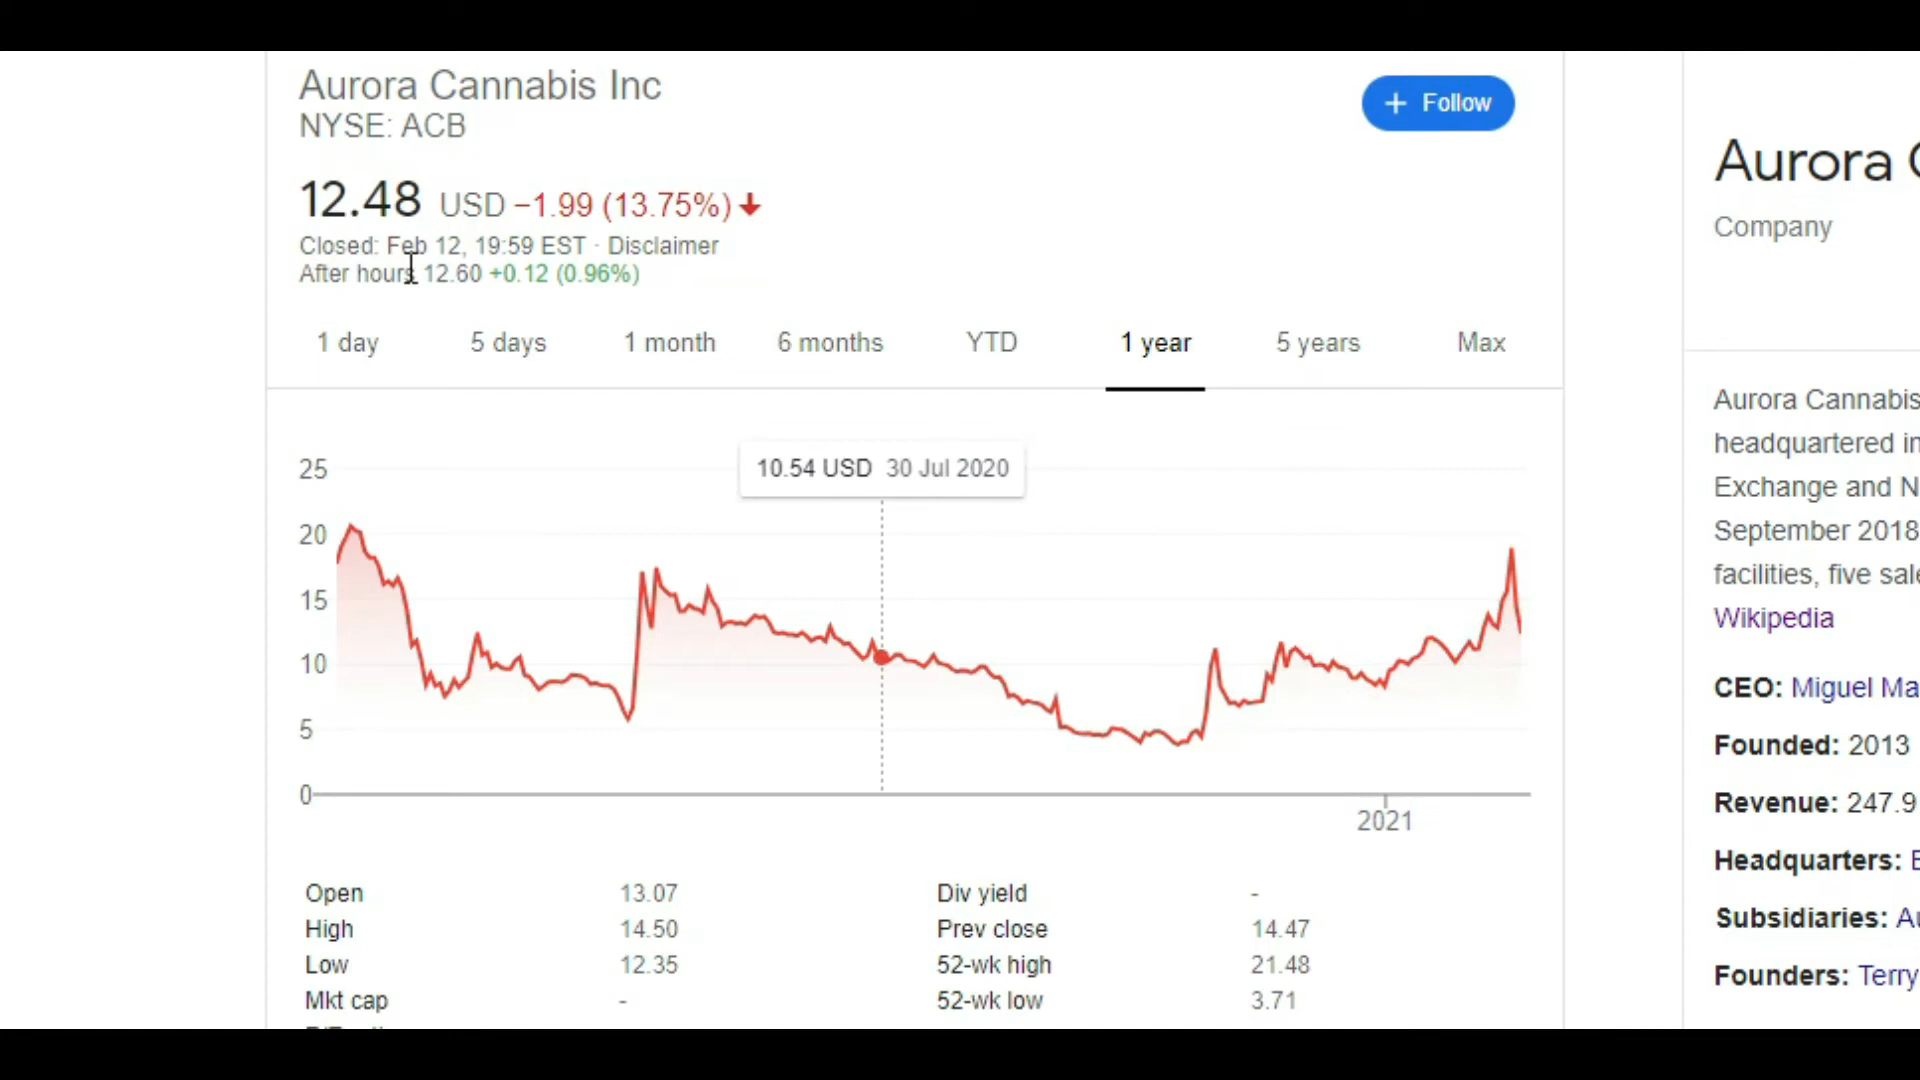 Aurora Cannabis Inc
NYSE: ACB
+ Follow
12.48 USD −1.99 (13.75%)
Closed: Feb 12, 19:59 EST · Disclaimer
After hours 12.60 +0.12 (0.96%)
1 day 5 days 1 month 6 months YTD 1 year 5 years Max
10.54 USD 30 Jul 2020
25
20
15
10
5
0
2021
Open 13.07
High 14.50
Low 12.35
Mkt cap -
Div yield -
Prev close 14.47
52-wk high 21.48
52-wk low 3.71
Aurora
Company
Aurora Cannabis
headquartered in
Exchange and N
September 2018
facilities, five sale
Wikipedia
CEO: Miguel Ma
Founded: 2013
Revenue: 247.9
Headquarters:
Subsidiaries: Au
Founders: Terry